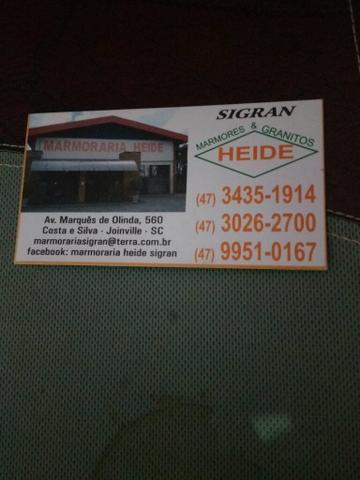 SIGRAN
MARMORES & GRANITOS
HEIDE
MARMORARIA HEIDE
(47) 3435-1914
(47) 3026-2700
(47) 9951-0167
Av. Marquês de Olinda, 560
Costa e Silva - Joinville - SC
marmorariasigran@terra.com.br
facebook: marmoraria heide sigran